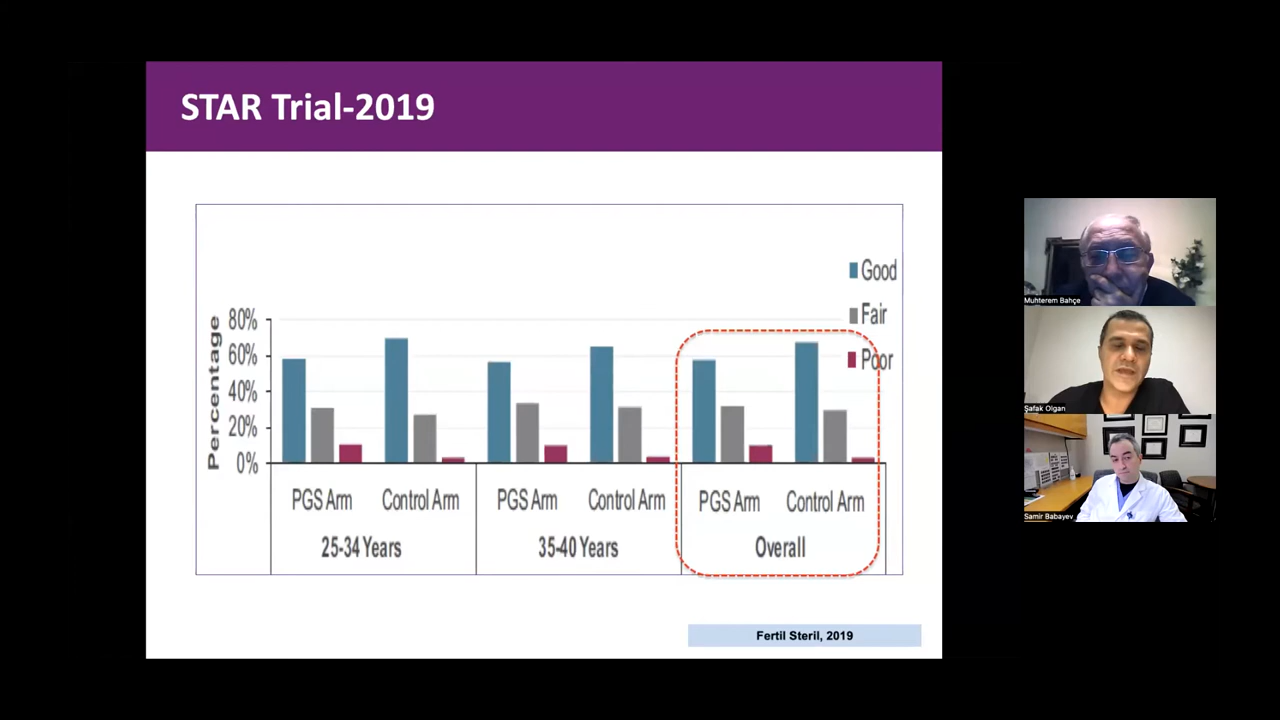 STAR Trial-2019
Good
Fair
Poor
Percentage
80%
60%
40%
20%
0%
PGS Arm Control Arm PGS Arm Control Arm PGS Arm Control Arm
25-34 Years 35-40 Years Overall
Fertil Steril, 2019
Muhterem Bahçe
Şafak Olgan
Samir Babayev